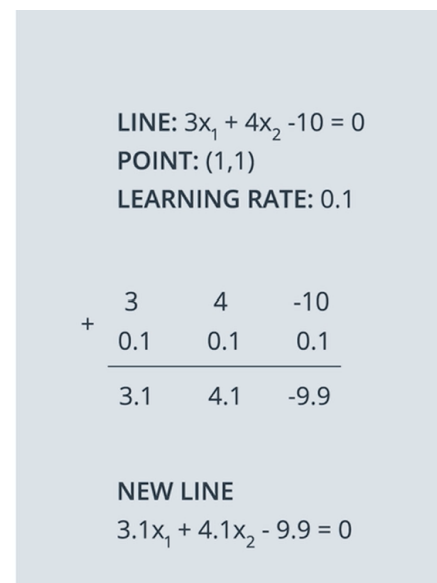 LINE: 3x₁ + 4x₂ -10 = 0
POINT: (1,1)
LEARNING RATE: 0.1
3 4 -10
+
0.1 0.1 0.1
3.1 4.1 -9.9
NEW LINE
3.1x₁ + 4.1x₂ - 9.9 = 0